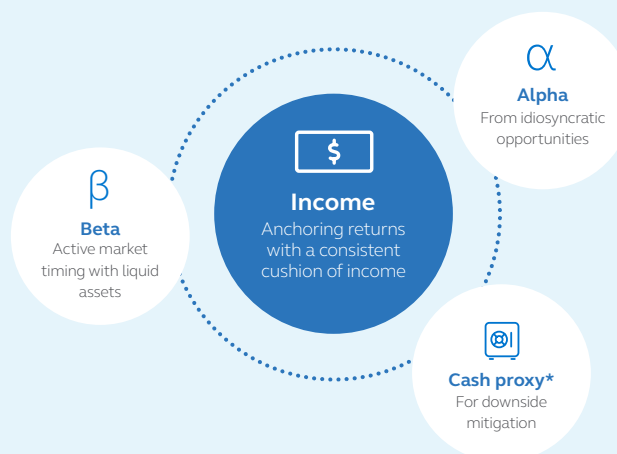 α
Alpha
From idiosyncratic
opportunities
$
Income
Anchoring returns
with a consistent
cushion of income
β
Beta
Active market
timing with liquid
assets
Cash proxy*
For downside
mitigation